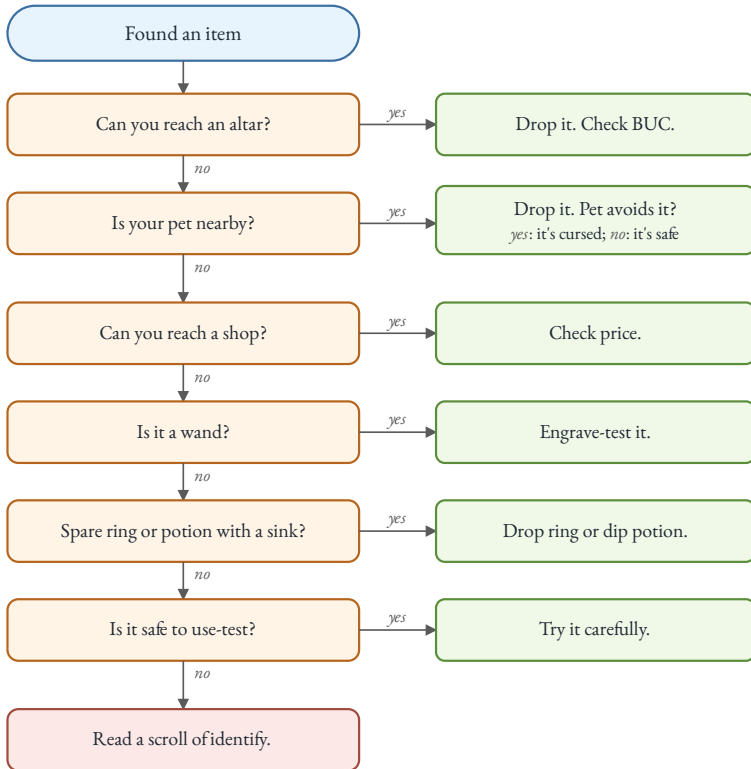 Found an item
Can you reach an altar?
yes
Drop it. Check BUC.
no
Is your pet nearby?
yes
Drop it. Pet avoids it?
yes: it's cursed; no: it's safe
no
Can you reach a shop?
yes
Check price.
no
Is it a wand?
yes
Engrave-test it.
no
Spare ring or potion with a sink?
yes
Drop ring or dip potion.
no
Is it safe to use-test?
yes
Try it carefully.
no
Read a scroll of identify.